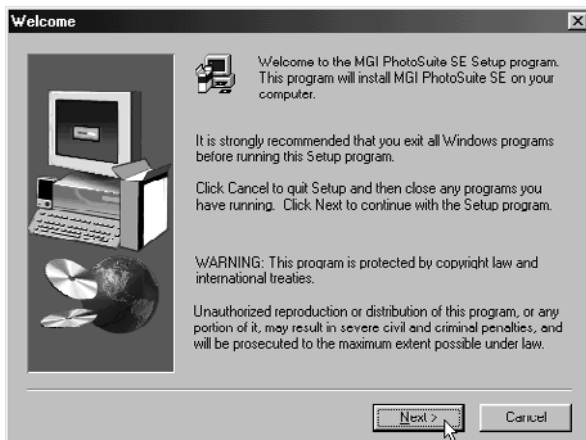 Welcome
Welcome to the MGI PhotoSuite SE Setup program.
This program will install MGI PhotoSuite SE on your
computer.
It is strongly recommended that you exit all Windows programs
before running this Setup program.
Click Cancel to quit Setup and then close any programs you
have running. Click Next to continue with the Setup program.
WARNING: This program is protected by copyright law and
international treaties.
Unauthorized reproduction or distribution of this program, or any
portion of it, may result in severe civil and criminal penalties, and
will be prosecuted to the maximum extent possible under law.
Next >
Cancel